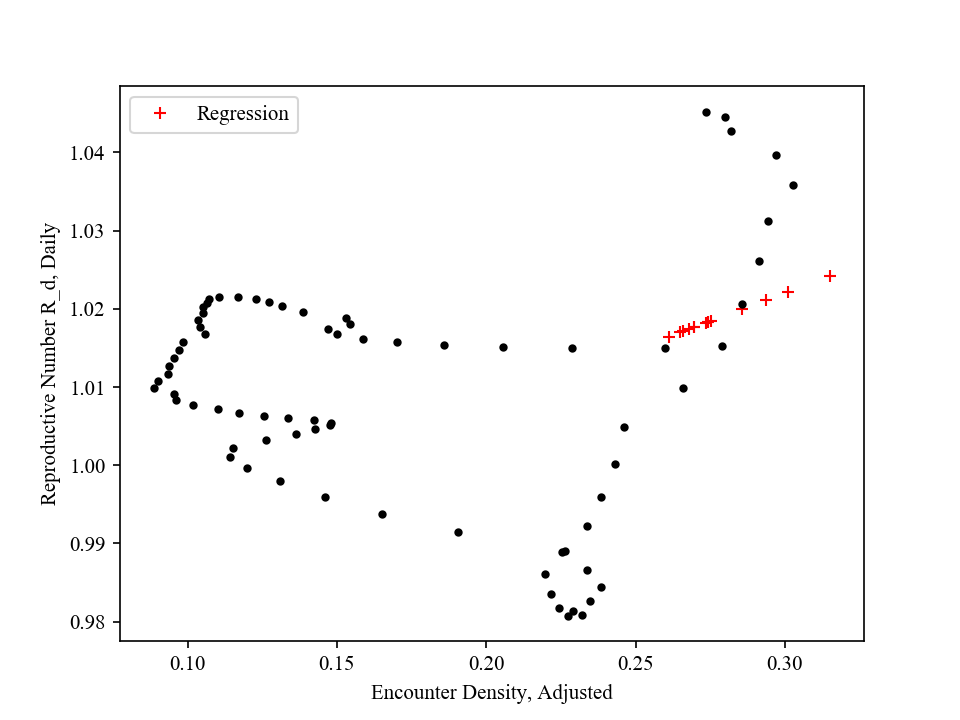 Regression
1.04
1.03
1.02
1.01
1.00
0.99
0.98
Reproductive Number R_d, Daily
0.10 0.15 0.20 0.25 0.30
Encounter Density, Adjusted